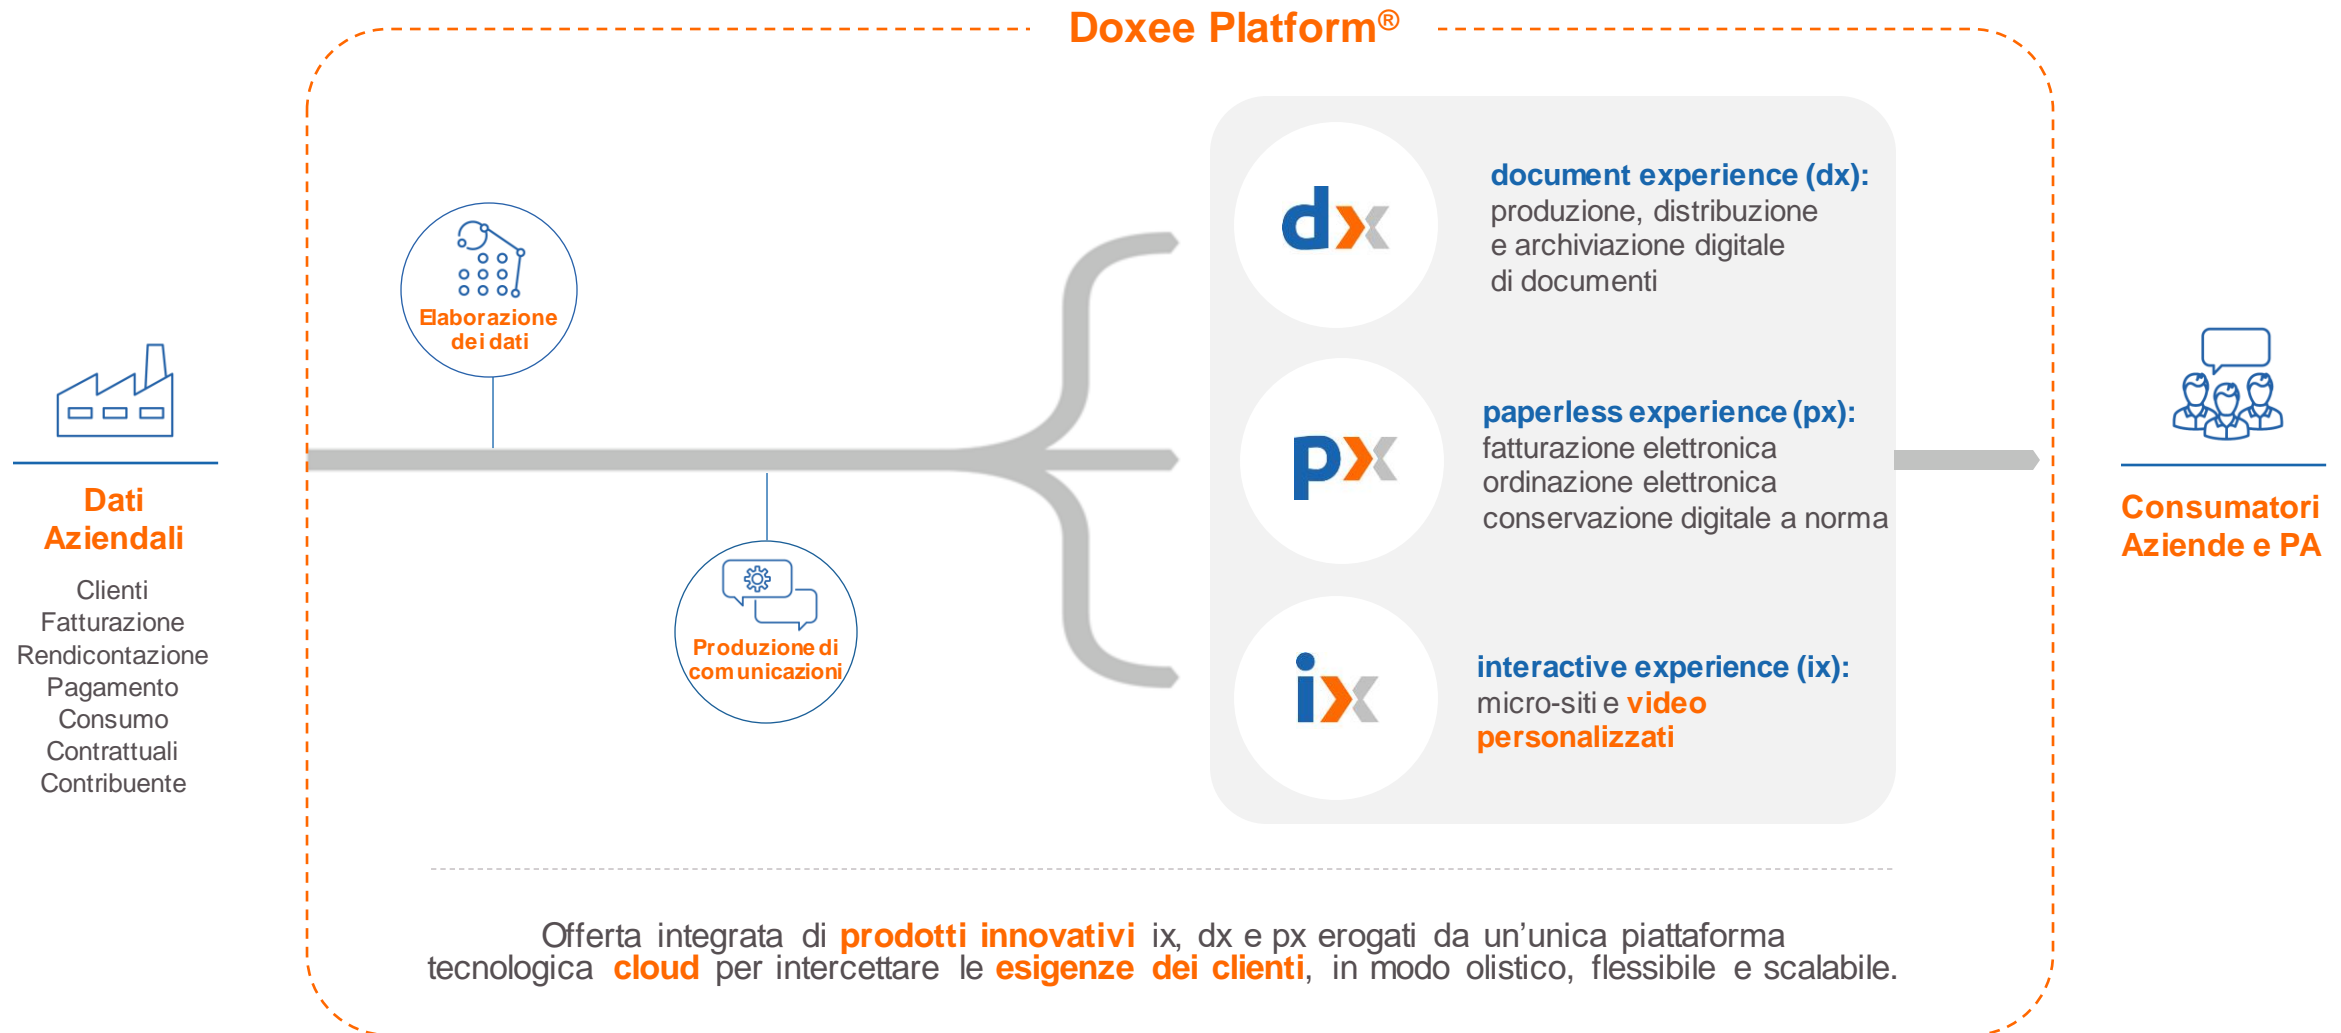 Doxee Platform®
Dati
Aziendali
Clienti
Fatturazione
Rendicontazione
Pagamento
Consumo
Contrattuali
Contribuente
Elaborazione
dei dati
Produzione di
comunicazioni
dx
document experience (dx):
produzione, distribuzione
e archiviazione digitale
di documenti
px
paperless experience (px):
fatturazione elettronica
ordinazione elettronica
conservazione digitale a norma
ix
interactive experience (ix):
micro-siti e video
personalizzati
Consumatori
Aziende e PA
Offerta integrata di prodotti innovativi ix, dx e px erogati da un’unica piattaforma
tecnologica cloud per intercettare le esigenze dei clienti, in modo olistico, flessibile e scalabile.